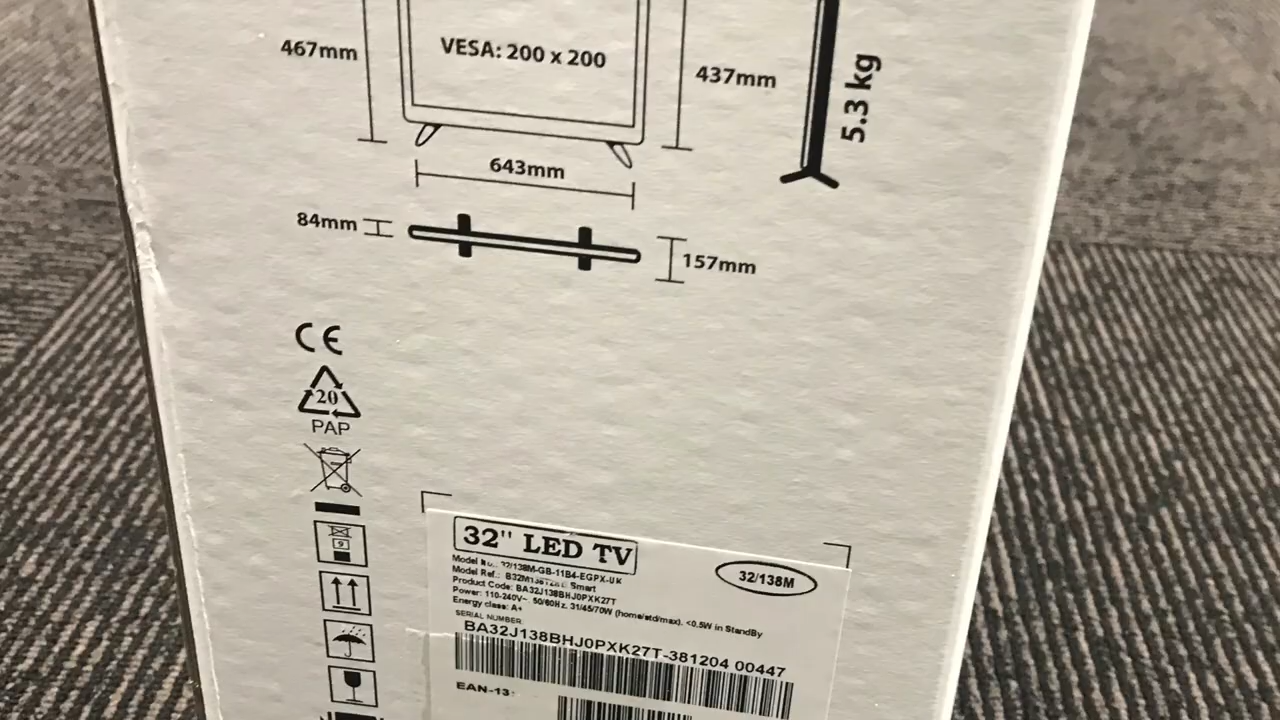 467mm
VESA: 200 x 200
437mm
5.3 kg
643mm
84mm
157mm
CE
20
PAP
9
32" LED TV
32/138M
Model 32/138M-GB-11B4-EGPX-UK
Model Ref.: Smart
Product Code: BA32J138BHJ0PXK27T
Power: 110-240V~ 50/60Hz, 31/45/70W (home/std/max). <0.5W in StandBy
Energy class: A+
SERIAL NUMBER:
BA32J138BHJ0PXK27T-381204 00447
EAN-13